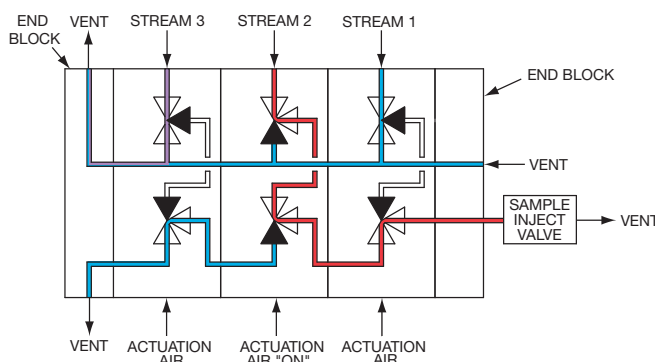 END
BLOCK
VENT
STREAM 3
STREAM 2
STREAM 1
END BLOCK
VENT
SAMPLE
INJECT
VALVE
VENT
VENT
ACTUATION
AIR
ACTUATION
AIR "ON"
ACTUATION
AIR